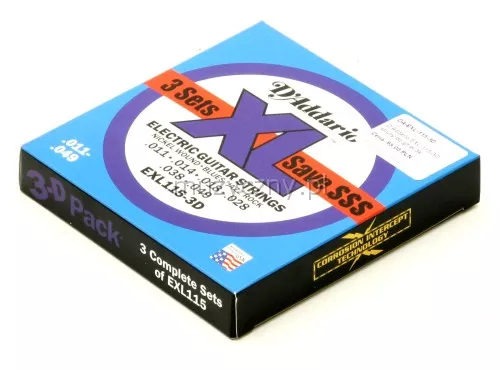 D'Addario
3 Sets
XL
Save $$$
ELECTRIC GUITAR STRINGS
NICKEL WOUND · BLUES/JAZZ ROCK
.011 - .014 - .018 - .028
.038 - .049
EXL115-3D
.011-
.049
3-D Pack
3 Complete Sets
of EXL115
CORROSION INTERCEPT
TECHNOLOGY